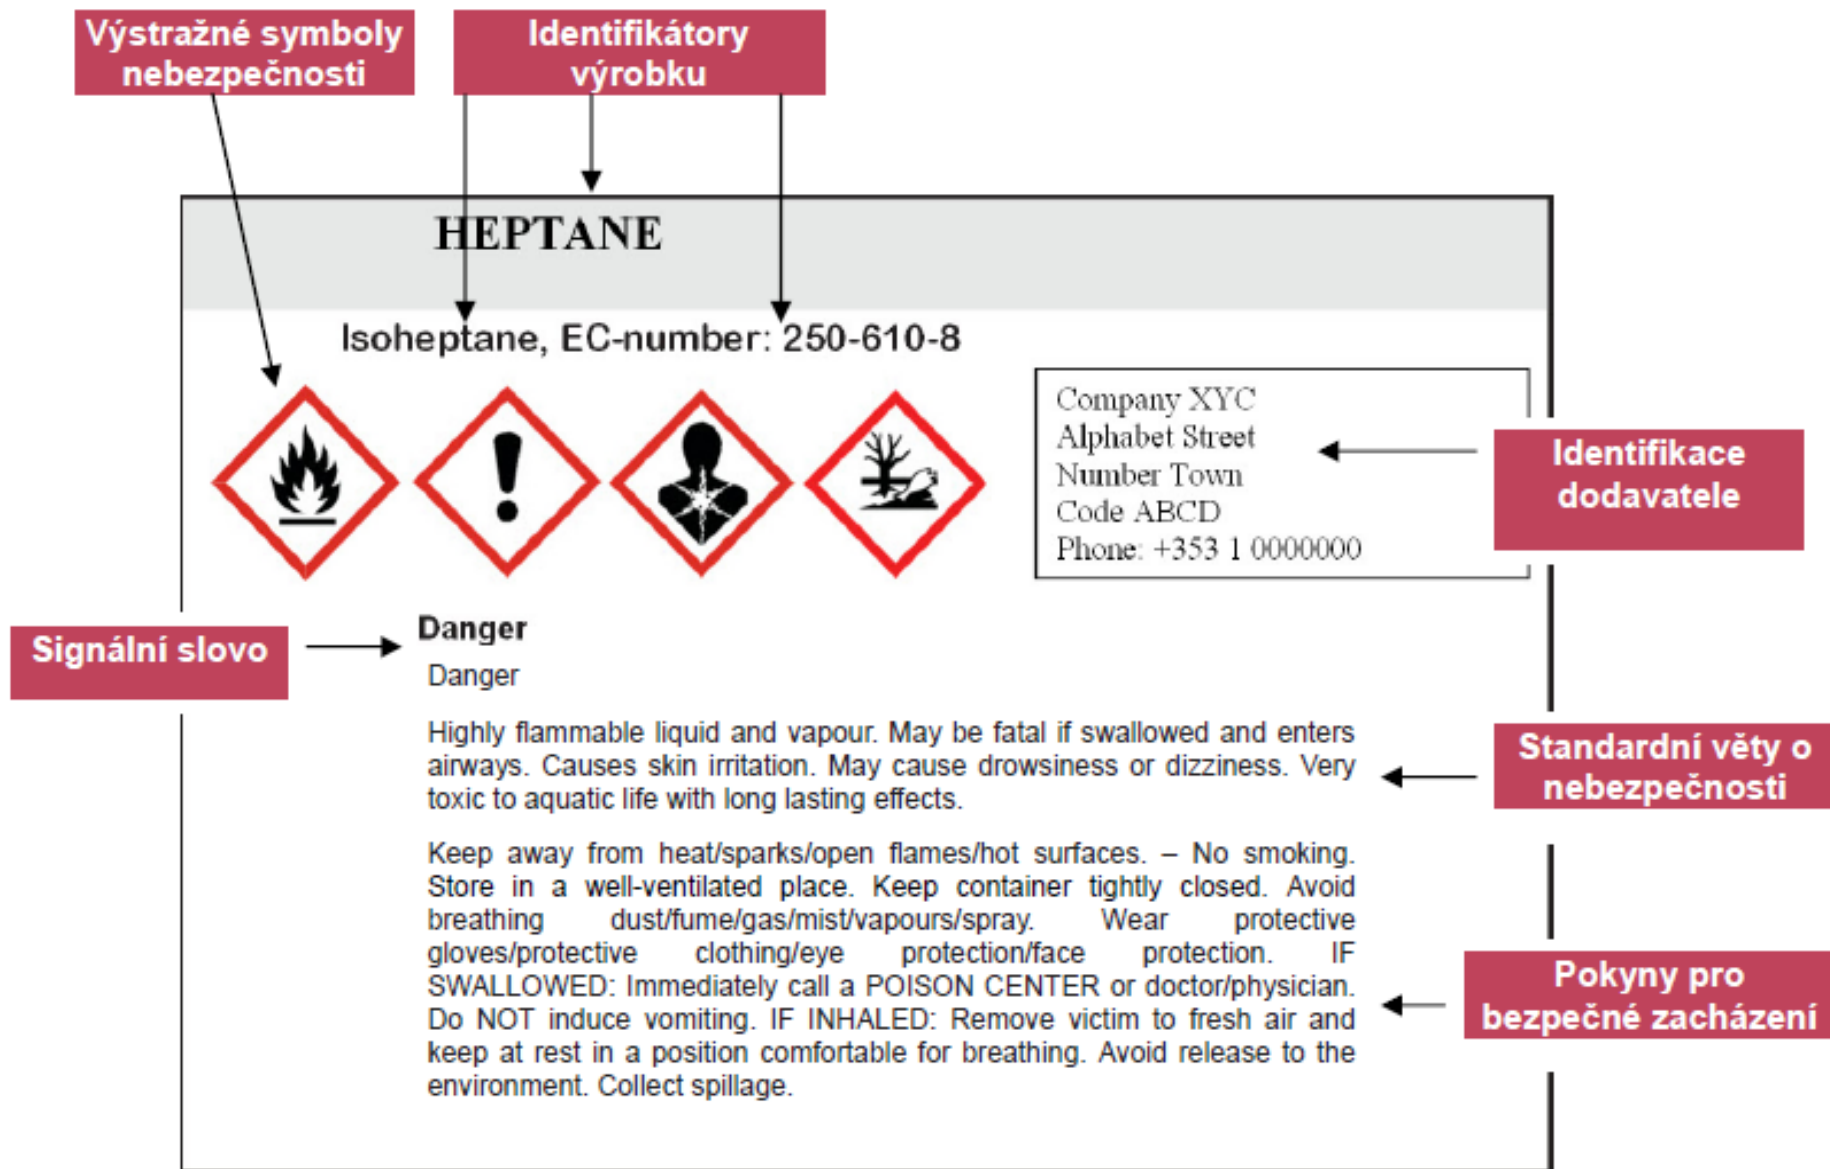 Výstražné symboly
nebezpečnosti
Identifikátory
výrobku
HEPTANE
Isoheptane, EC-number: 250-610-8
Company XYC
Alphabet Street
Number Town
Code ABCD
Phone: +353 1 0000000
Identifikace
dodavatele
Signální slovo
Danger
Danger
Highly flammable liquid and vapour. May be fatal if swallowed and enters
airways. Causes skin irritation. May cause drowsiness or dizziness. Very
toxic to aquatic life with long lasting effects.
Standardní věty o
nebezpečnosti
Keep away from heat/sparks/open flames/hot surfaces. – No smoking.
Store in a well-ventilated place. Keep container tightly closed. Avoid
breathing dust/fume/gas/mist/vapours/spray. Wear protective
gloves/protective clothing/eye protection/face protection. IF
SWALLOWED: Immediately call a POISON CENTER or doctor/physician.
Do NOT induce vomiting. IF INHALED: Remove victim to fresh air and
keep at rest in a position comfortable for breathing. Avoid release to the
environment. Collect spillage.
Pokyny pro
bezpečné zacházení